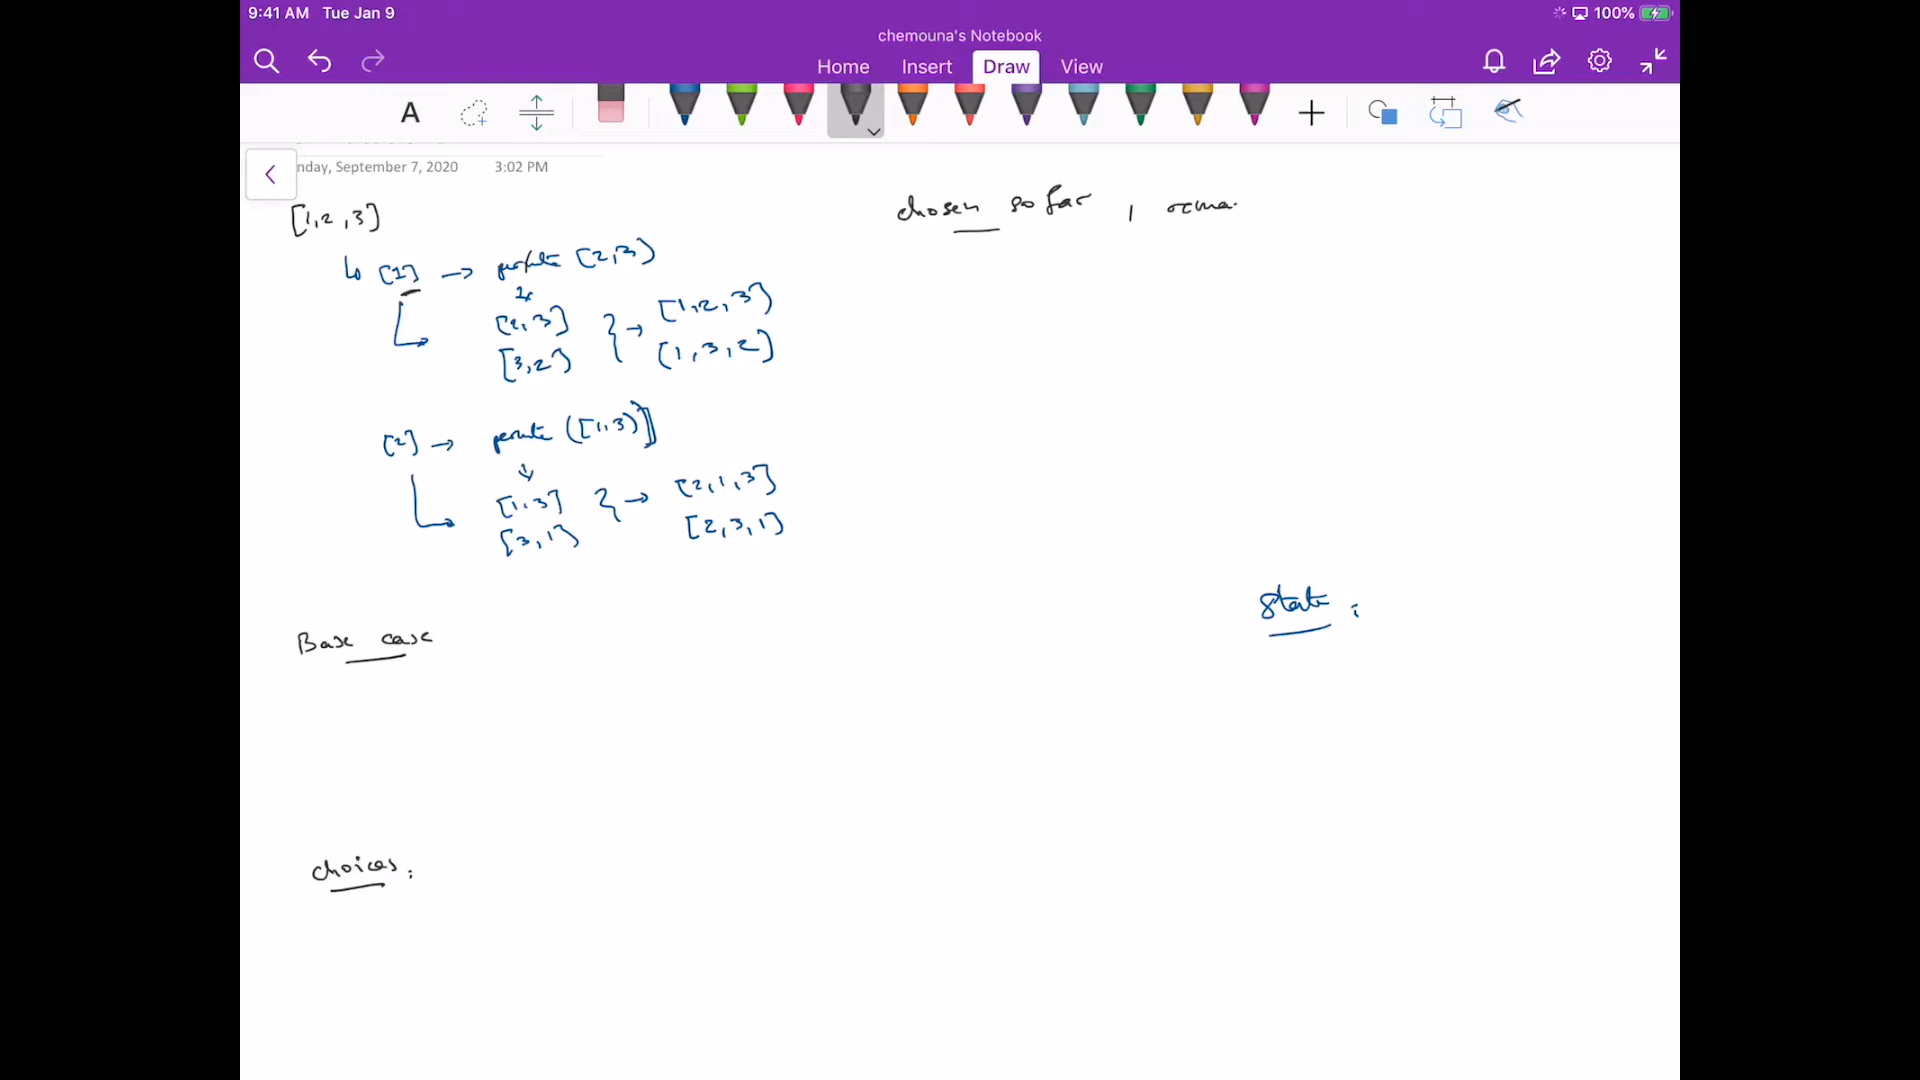 9:41 AM Tue Jan 9
100%
chemouna's Notebook
Home Insert Draw View
A
nday, September 7, 2020 3:02 PM
[1,2,3]
chosen so far , rema
↳ [1] → permute [2,3]
[2,3] } → [1,2,3]
[3,2] [1,3,2]
[2] → permute ([1,3)]]
[1,3] } → [2,1,3]
[3,1] [2,3,1]
State :
Base case
choices: